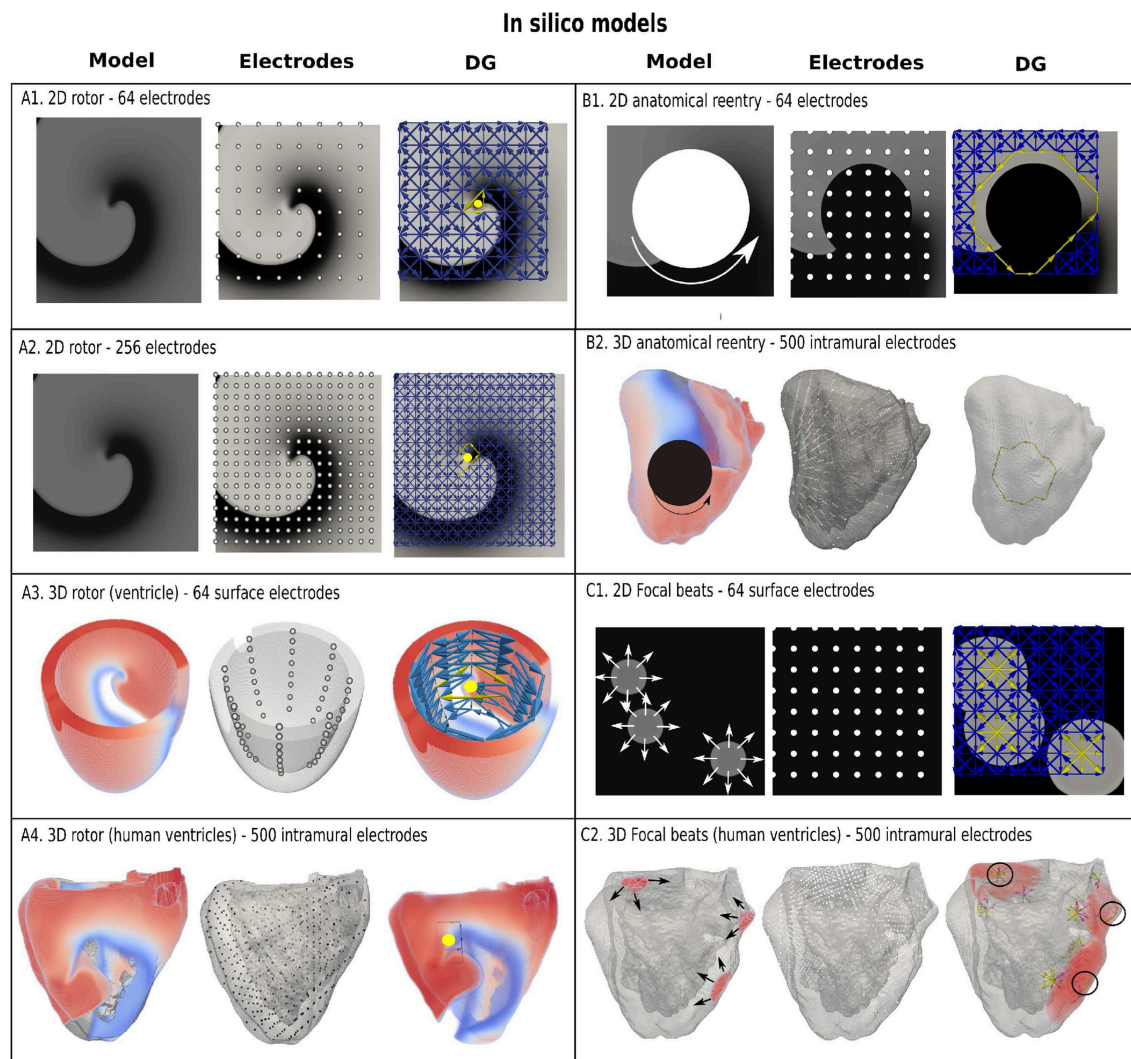 In silico models
Model Electrodes DG Model Electrodes DG
A1. 2D rotor - 64 electrodes
B1. 2D anatomical reentry - 64 electrodes
i
A2. 2D rotor - 256 electrodes
B2. 3D anatomical reentry - 500 intramural electrodes
A3. 3D rotor (ventricle) - 64 surface electrodes
C1. 2D Focal beats - 64 surface electrodes
A4. 3D rotor (human ventricles) - 500 intramural electrodes
C2. 3D Focal beats (human ventricles) - 500 intramural electrodes